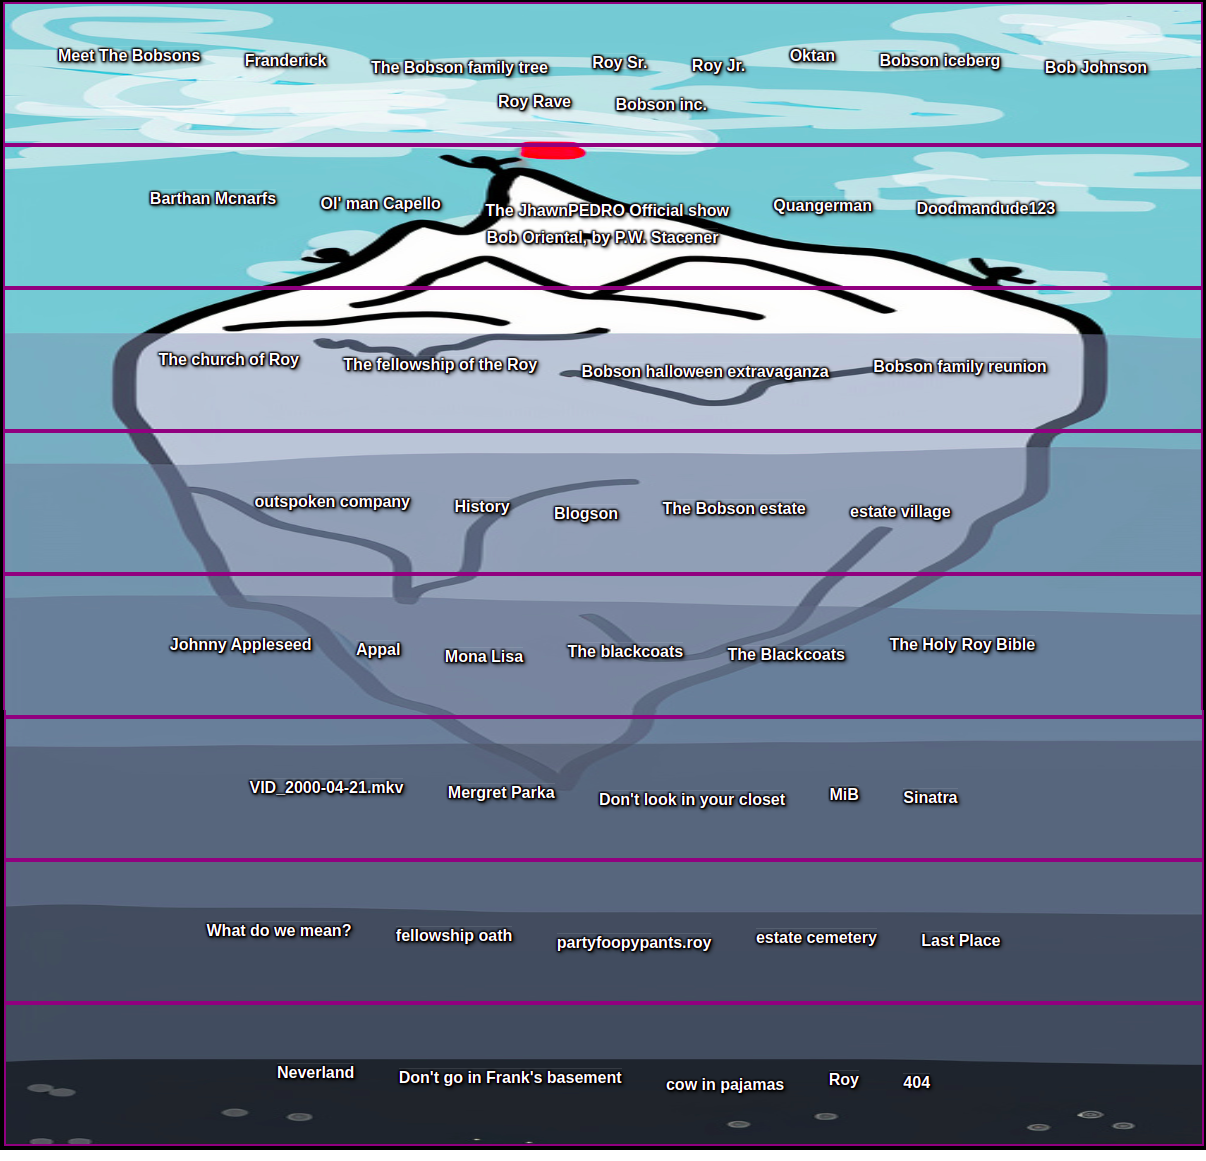 Meet The Bobsons Franderick The Bobson family tree Roy Sr. Roy Jr. Oktan Bobson iceberg Bob Johnson
Roy Rave Bobson inc.
Barthan Mcnarfs Ol' man Capello The JhawnPEDRO Official show Quangerman Doodmandude123
Bob Oriental, by P.W. Stacener
The church of Roy The fellowship of the Roy Bobson halloween extravaganza Bobson family reunion
outspoken company History Blogson The Bobson estate estate village
Johnny Appleseed Appal Mona Lisa The blackcoats The Blackcoats The Holy Roy Bible
VID_2000-04-21.mkv Mergret Parka Don't look in your closet MiB Sinatra
What do we mean? fellowship oath partyfoopypants.roy estate cemetery Last Place
Neverland Don't go in Frank's basement cow in pajamas Roy 404